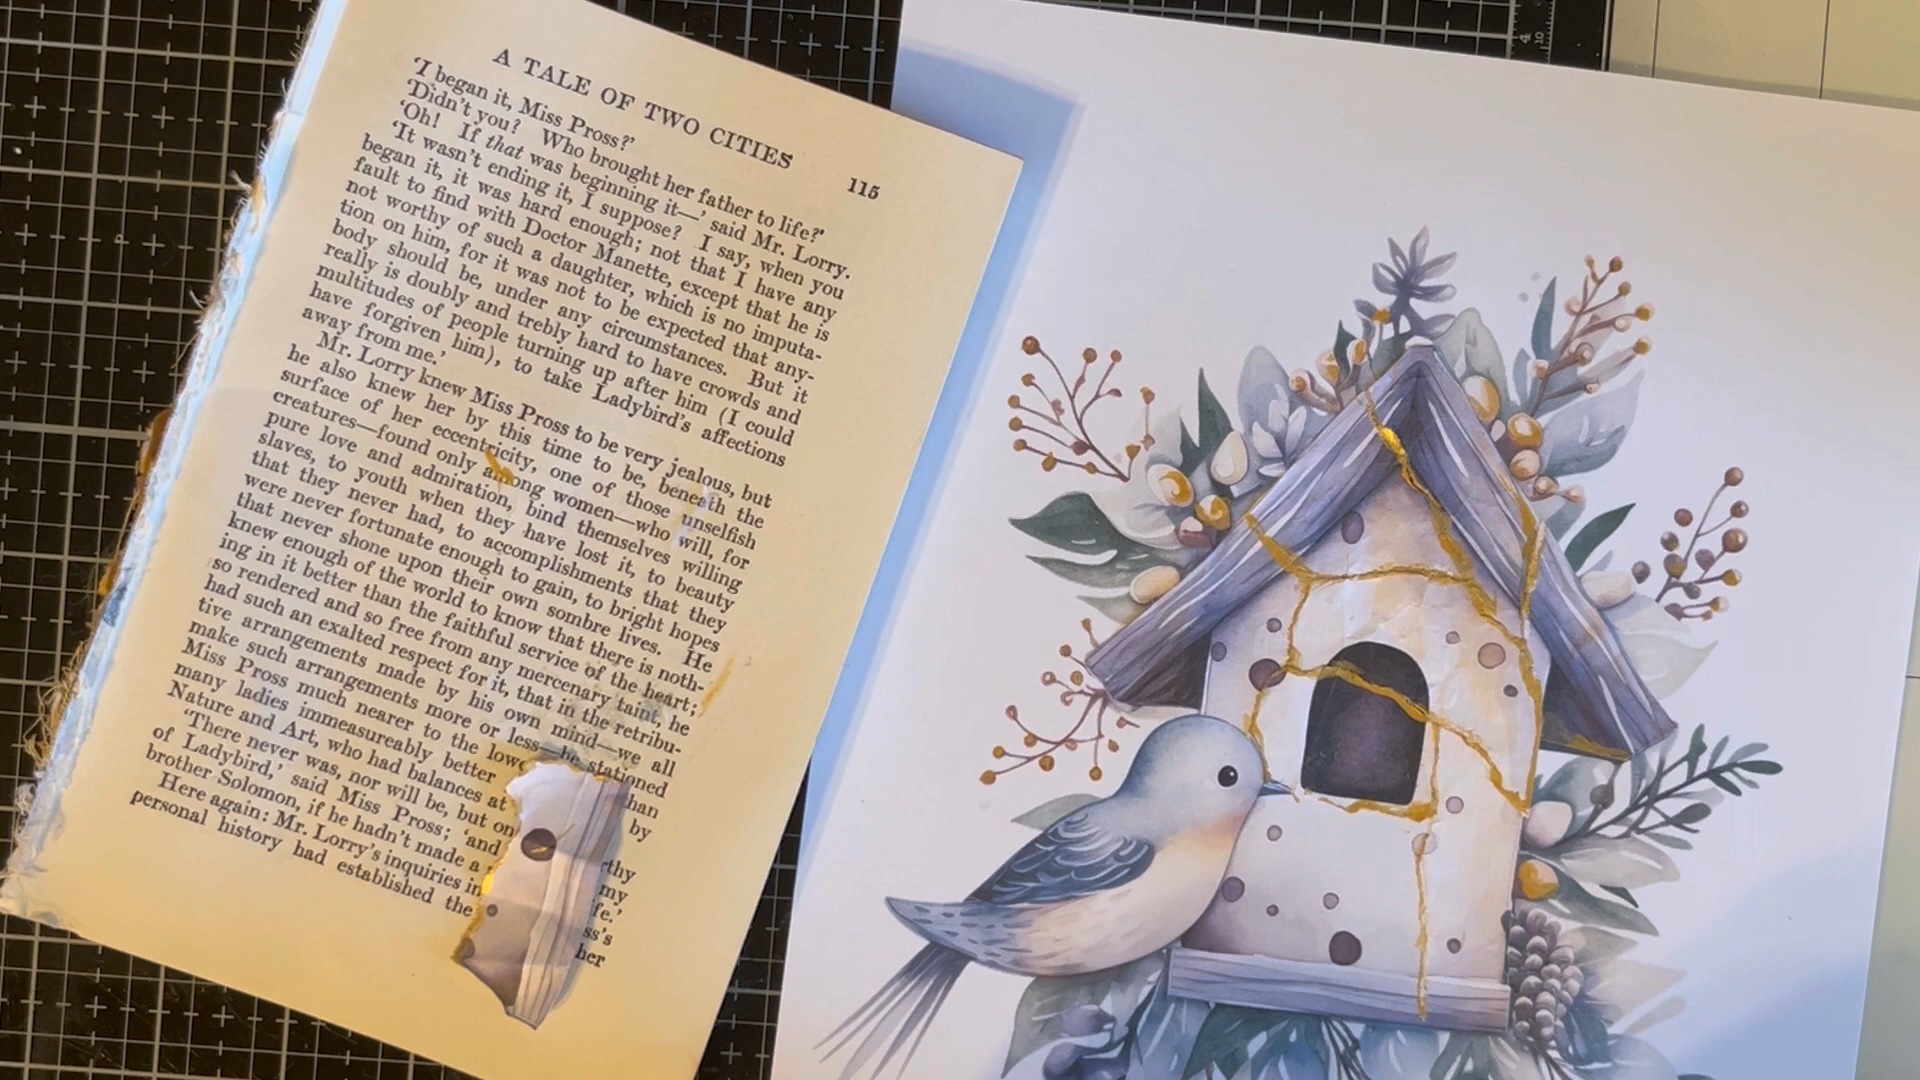 A TALE OF TWO CITIES 115
'I began it, Miss Pross?'
'Didn't you? Who brought her father to life?'
'Oh! If that was beginning it—' said Mr. Lorry.
'It wasn't ending it, I suppose? I say, when you
began it, it was hard enough; not that I have any
fault to find with Doctor Manette, except that he is
not worthy of such a daughter, which is no imputa-
tion on him, for it was not to be expected that any-
body should be, under any circumstances. But it
really is doubly and trebly hard to have crowds and
multitudes of people turning up after him (I could
have forgiven him), to take Ladybird's affections
away from me.'
Mr. Lorry knew Miss Pross to be very jealous, but
he also knew her by this time to be, beneath the
surface of her eccentricity, one of those unselfish
creatures—found only among women—who will, for
pure love and admiration, bind themselves willing
slaves, to youth when they have lost it, to beauty
that they never had, to accomplishments that they
were never fortunate enough to gain, to bright hopes
that never shone upon their own sombre lives. He
knew enough of the world to know that there is noth-
ing in it better than the faithful service of the heart;
so rendered and so free from any mercenary taint, he
had such an exalted respect for it, that in the retribu-
tive arrangements made by his own mind—we all
make such arrangements more or less—he stationed
Miss Pross much nearer to the than
many ladies immeasureably better by
Nature and Art, who had balances at
'There never was, nor will be, but
of Ladybird,' said Miss Pross; 'and my
brother Solomon, if he hadn't made a
Here again: Mr. Lorry's inquiries
personal history had established the her